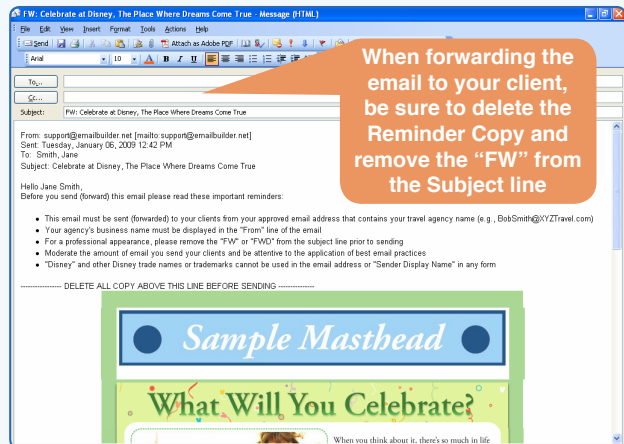 FW: Celebrate at Disney, The Place Where Dreams Come True - Message (HTML)
File Edit View Insert Format Tools Actions Help
Send Attach as Adobe PDF
Arial 10 A B I U
To...
Cc...
Subject: FW: Celebrate at Disney, The Place Where Dreams Come True
When forwarding the
email to your client,
be sure to delete the
Reminder Copy and
remove the “FW” from
the Subject line
From: support@emailbuilder.net [mailto:support@emailbuilder.net]
Sent: Tuesday, January 06, 2009 12:42 PM
To: Smith, Jane
Subject: Celebrate at Disney, The Place Where Dreams Come True
Hello Jane Smith,
Before you send (forward) this email please read these important reminders:
• This email must be sent (forwarded) to your clients from your approved email address that contains your travel agency name (e.g., BobSmith@XYZTravel.com)
• Your agency's business name must be displayed in the "From" line of the email
• For a professional appearance, please remove the "FW" or "FWD" from the subject line prior to sending
• Moderate the amount of email you send your clients and be attentive to the application of best email practices
• "Disney" and other Disney trade names or trademarks cannot be used in the email address or "Sender Display Name" in any form
----------------- DELETE ALL COPY ABOVE THIS LINE BEFORE SENDING ---------------
Sample Masthead
What Will You Celebrate?
When you think about it, there's so much in life